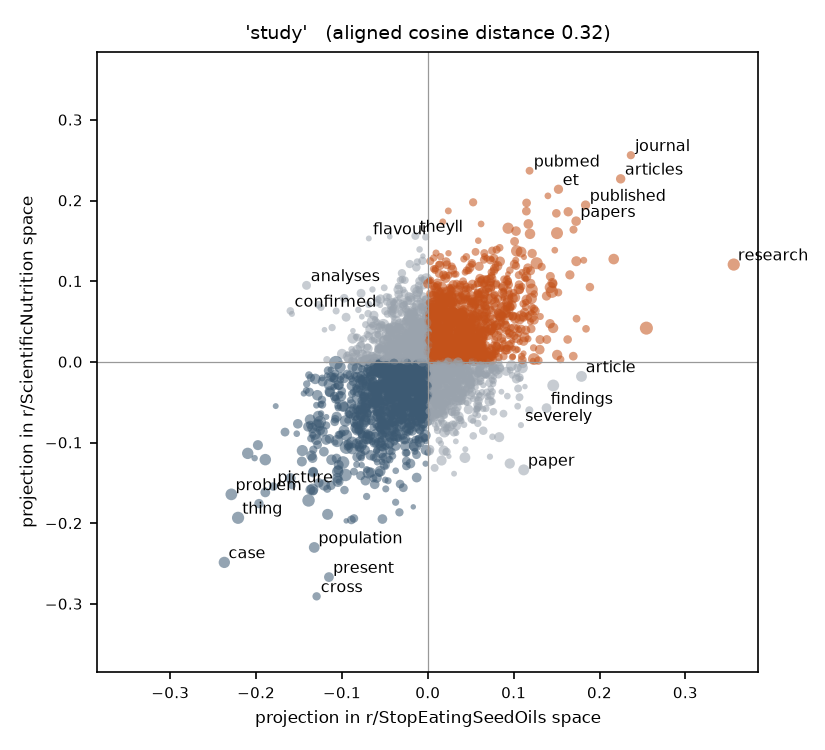 'study' (aligned cosine distance 0.32)
projection in r/ScientificNutrition space
0.3
0.2
0.1
0.0
−0.1
−0.2
−0.3
journal
pubmed
articles
et
published
papers
theyll
flavour
research
analyses
confirmed
article
findings
severely
paper
picture
problem
thing
population
case
present
cross
−0.3
−0.2
−0.1
0.0
0.1
0.2
0.3
projection in r/StopEatingSeedOils space